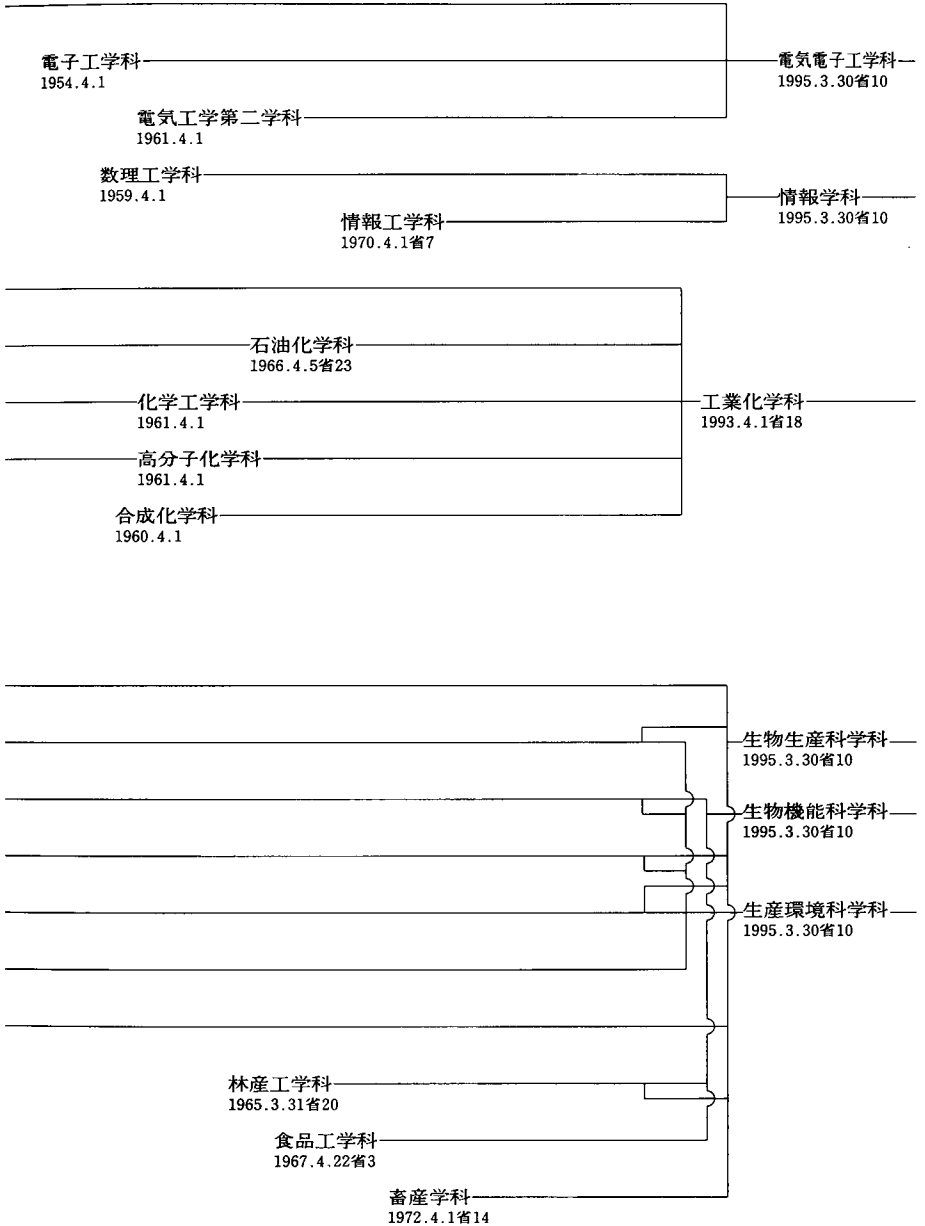 電子工学科
1954.4.1
電気電子工学科
1995.3.30省10
電気工学第二学科
1961.4.1
数理工学科
1959.4.1
情報学科
1995.3.30省10
情報工学科
1970.4.1省7
石油化学科
1966.4.5省23
化学工学科
1961.4.1
工業化学科
1993.4.1省18
高分子化学科
1961.4.1
合成化学科
1960.4.1
生物生産科学科
1995.3.30省10
生物機能科学科
1995.3.30省10
生産環境科学科
1995.3.30省10
林産工学科
1965.3.31省20
食品工学科
1967.4.22省3
畜産学科
1972.4.1省14